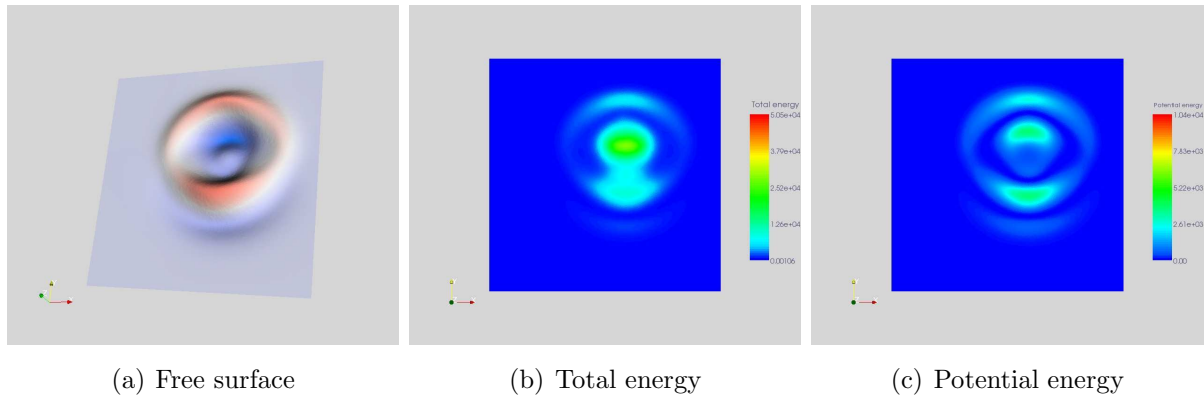 Total energy
5.05e+04
3.79e+04
2.52e+04
1.26e+04
0.00106
Potential energy
1.04e+04
7.83e+03
5.22e+03
2.61e+03
0.00
(a) Free surface
(b) Total energy
(c) Potential energy